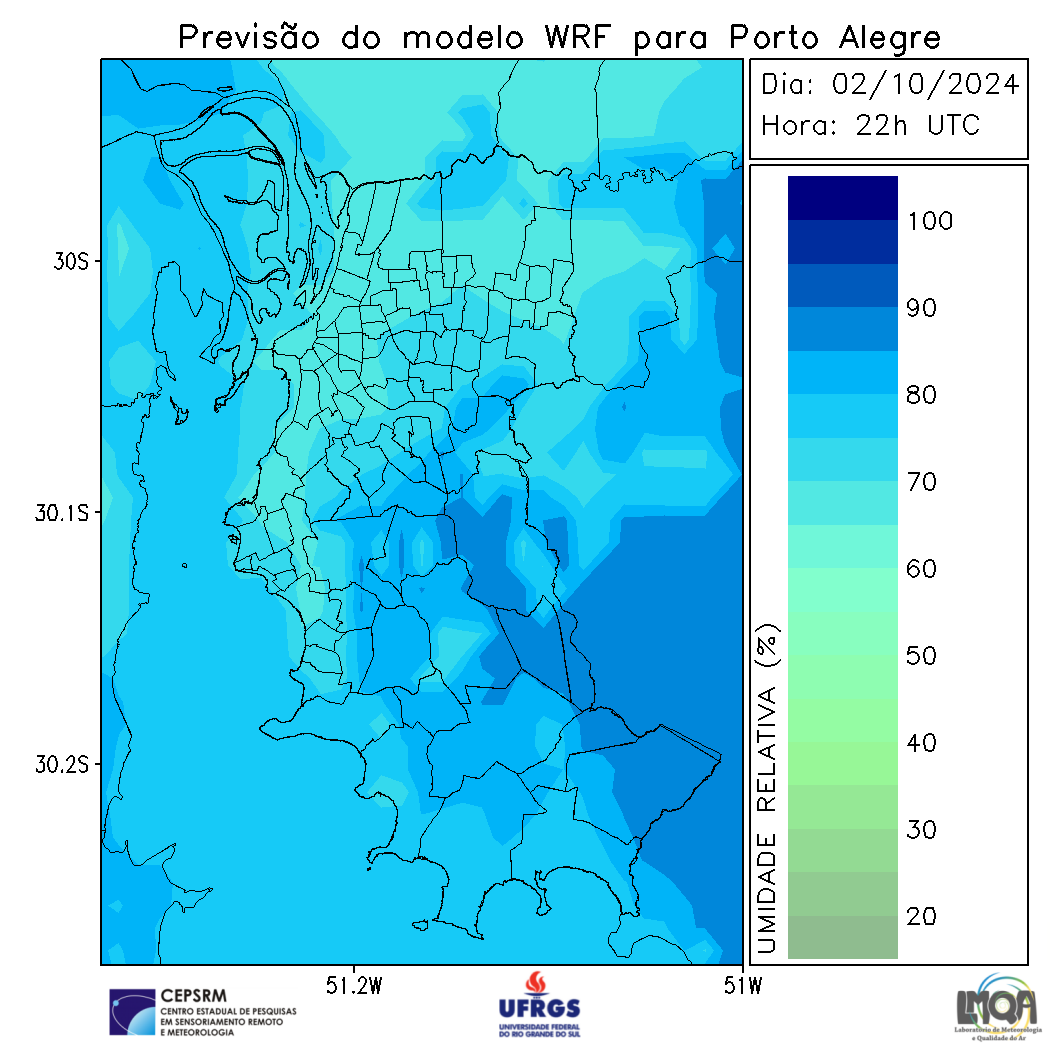 Previsão do modelo WRF para Porto Alegre
Dia: 02/10/2024
Hora: 22h UTC
100
90
80
70
60
50
40
30
20
UMIDADE RELATIVA (%)
30S
30.1S
30.2S
51.2W
51W
CEPSRM
CENTRO ESTADUAL DE PESQUISAS
EM SENSORIAMENTO REMOTO
E METEOROLOGIA
UFRGS
UNIVERSIDADE FEDERAL
DO RIO GRANDE DO SUL
LMQA
Laboratório de Meteorologia
e Qualidade do Ar